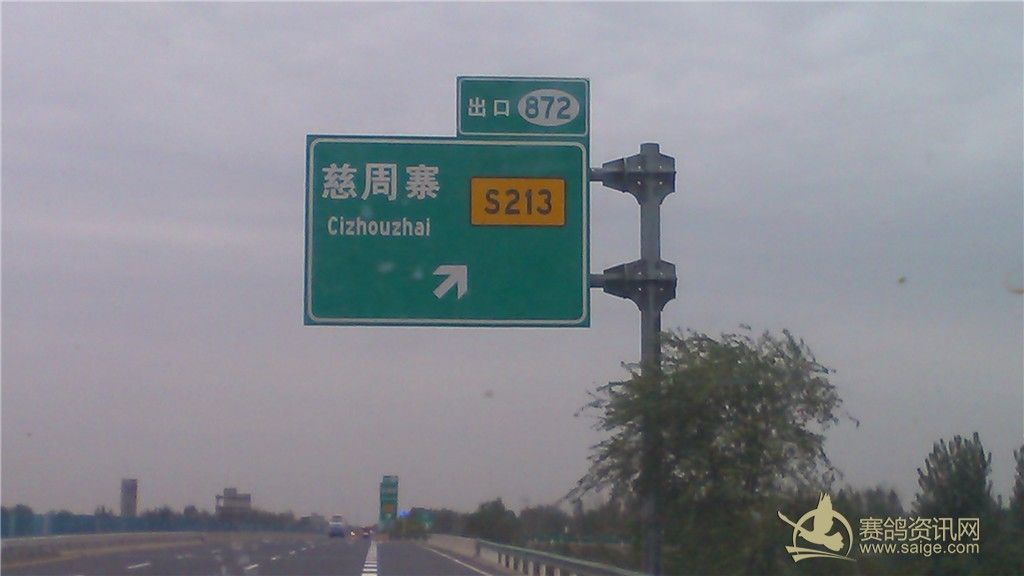 出口 872
慈周寨 S213
Cizhouzhai
赛鸽资讯网
www.saige.com